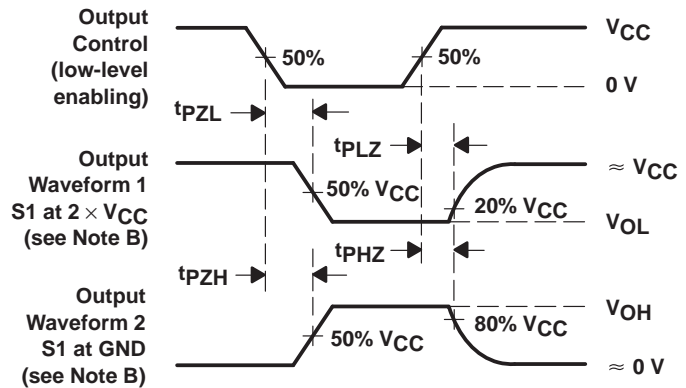 Output
Control
(low-level
enabling)
50%
50%
VCC
0 V
tPZL
tPLZ
Output
Waveform 1
S1 at 2 × VCC
(see Note B)
50% VCC
20% VCC
≈ VCC
VOL
tPZH
tPHZ
Output
Waveform 2
S1 at GND
(see Note B)
50% VCC
80% VCC
VOH
≈ 0 V